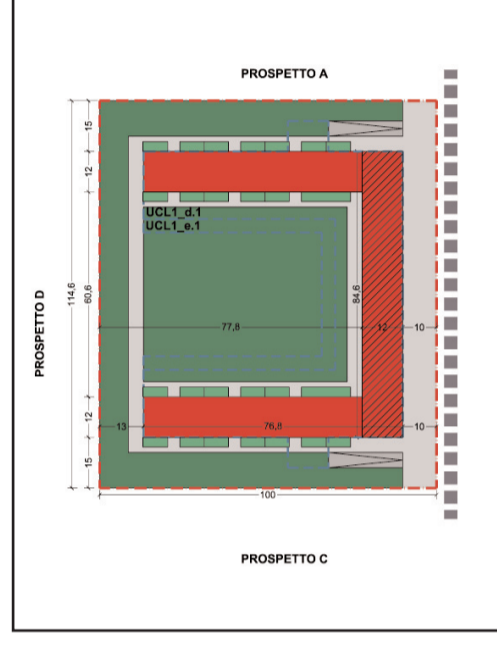 PROSPETTO A
15
12
UCL1_d.1
UCL1_e.1
PROSPETTO D
114,6
60,6
84,6
77,8
12
10
12
13
76,8
10
15
100
PROSPETTO C